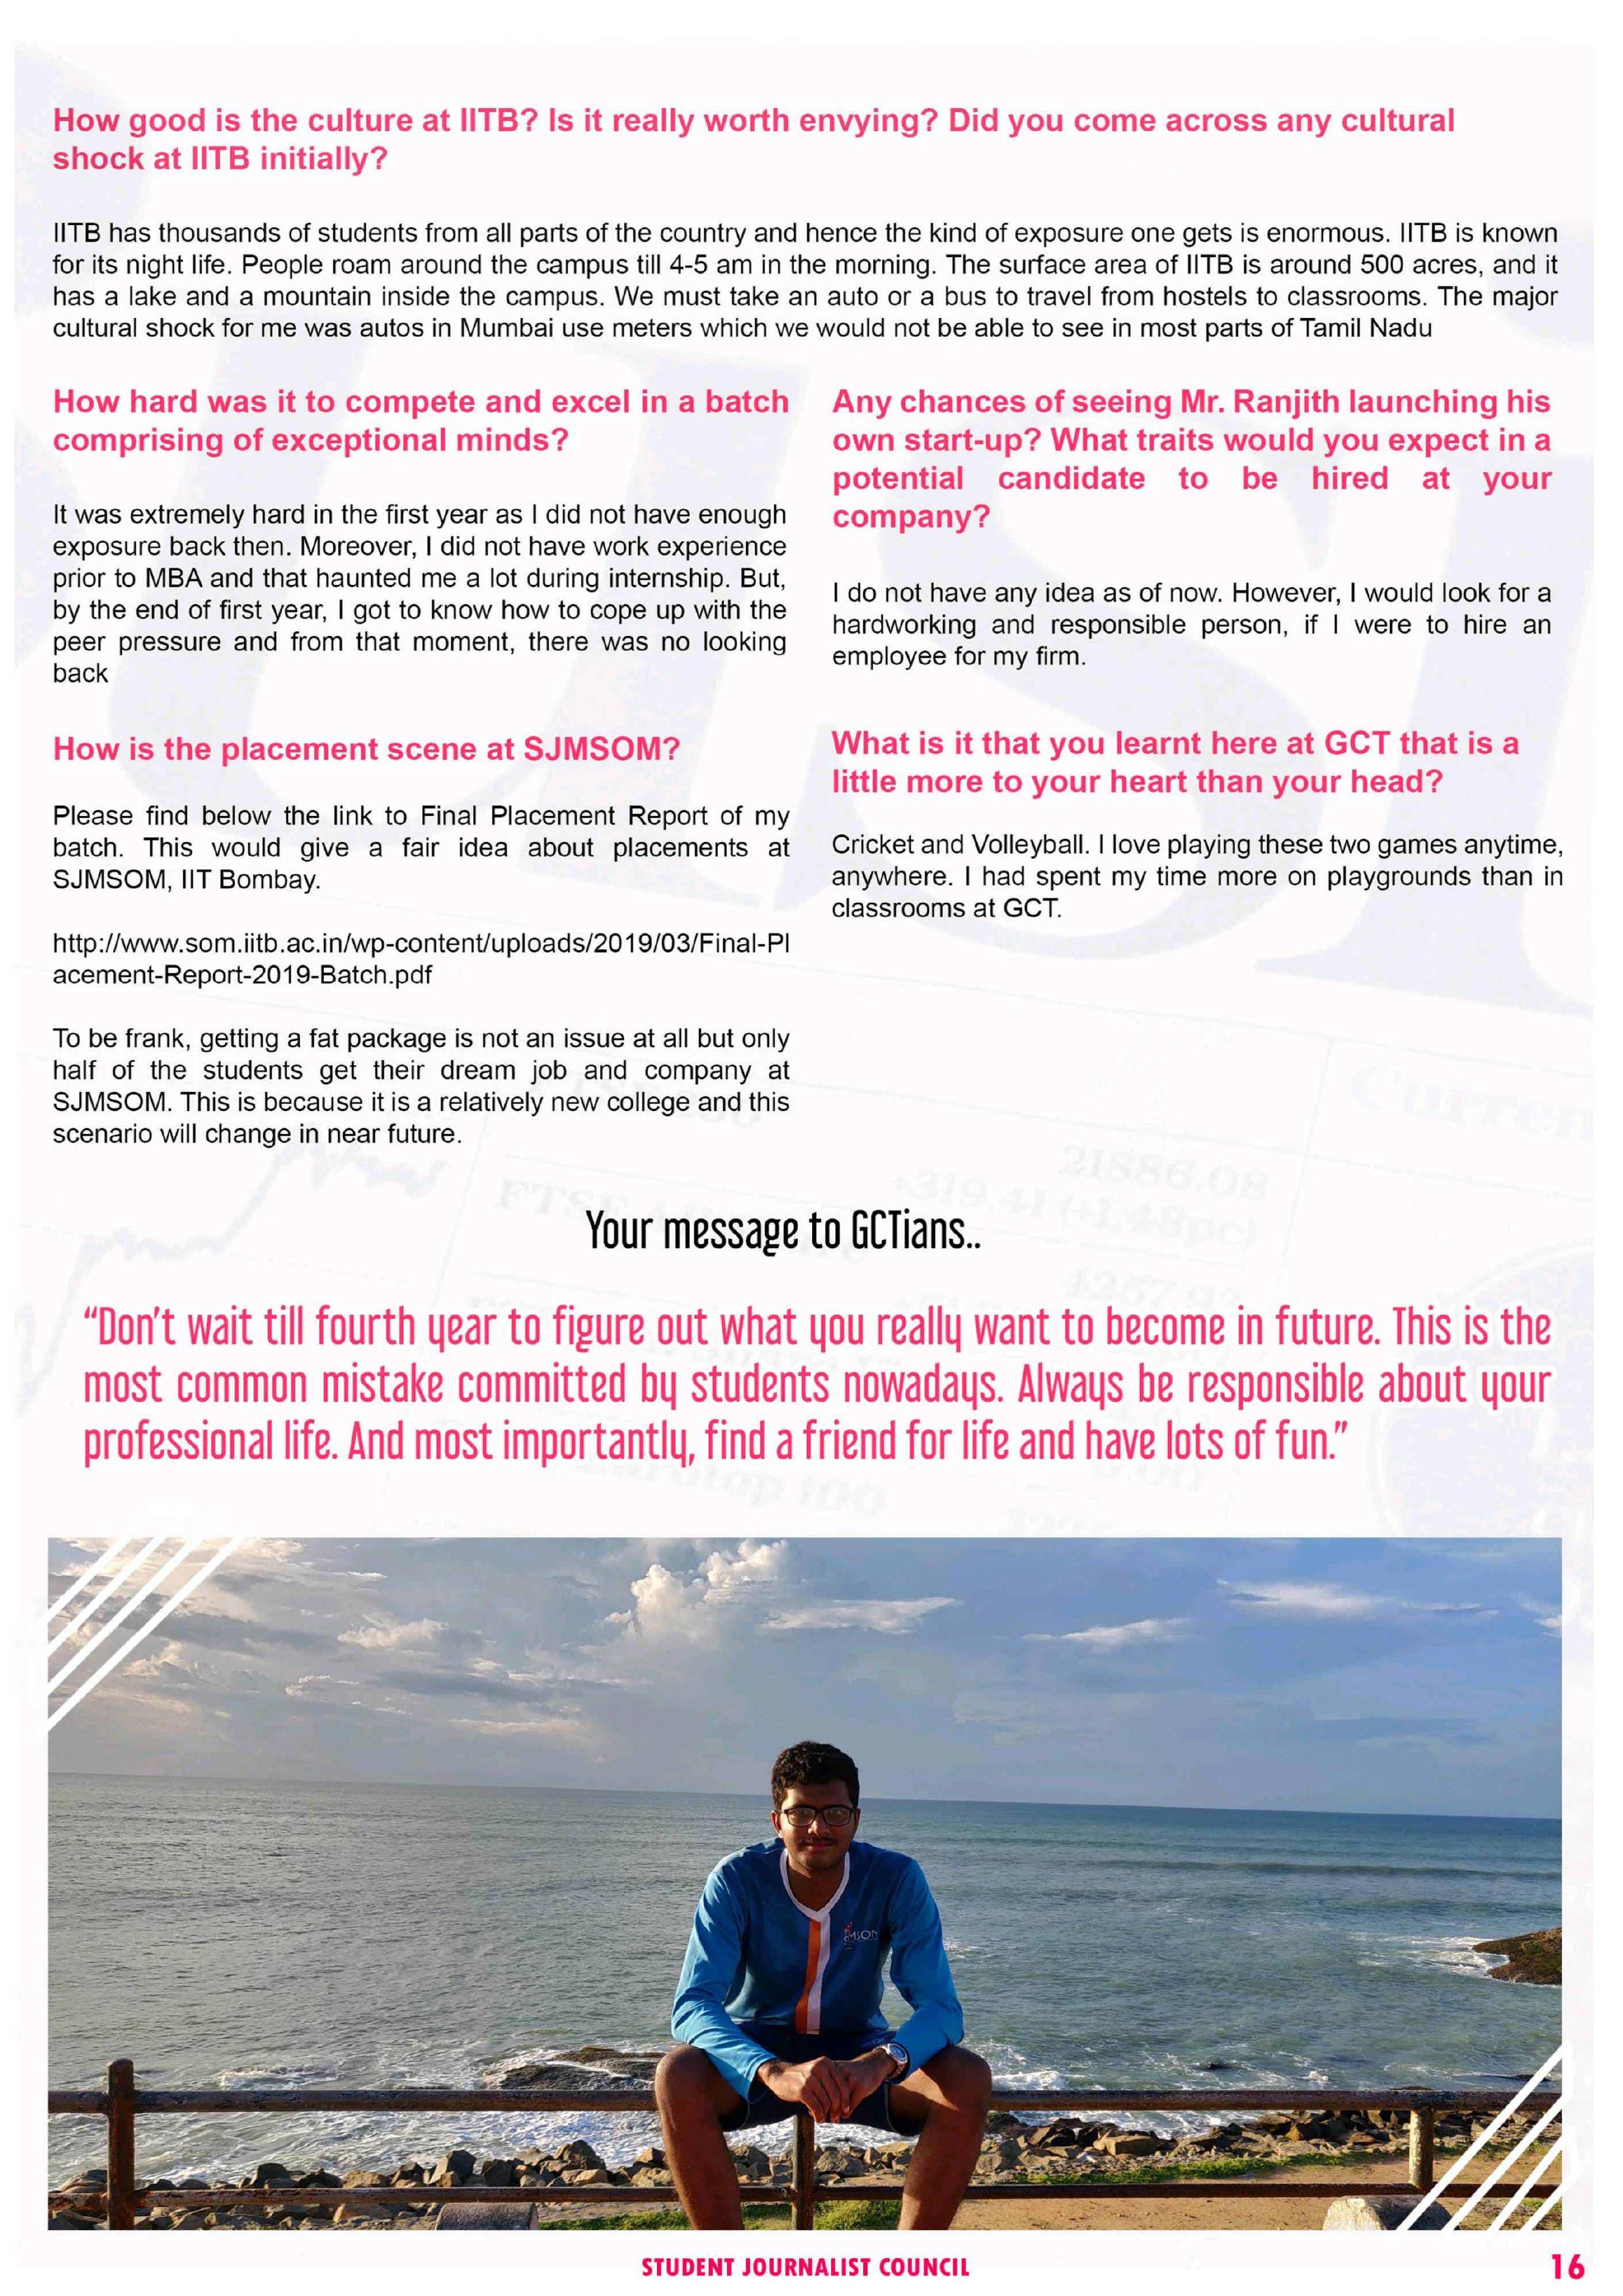 How good is the culture at IITB? Is it really worth envying? Did you come across any cultural
shock at IITB initially?
IITB has thousands of students from all parts of the country and hence the kind of exposure one gets is enormous. IITB is known
for its night life. People roam around the campus till 4-5 am in the morning. The surface area of IITB is around 500 acres, and it
has a lake and a mountain inside the campus. We must take an auto or a bus to travel from hostels to classrooms. The major
cultural shock for me was autos in Mumbai use meters which we would not be able to see in most parts of Tamil Nadu
How hard was it to compete and excel in a batch
comprising of exceptional minds?
It was extremely hard in the first year as I did not have enough
exposure back then. Moreover, I did not have work experience
prior to MBA and that haunted me a lot during internship. But,
by the end of first year, I got to know how to cope up with the
peer pressure and from that moment, there was no looking
back
How is the placement scene at SJMSOM?
Please find below the link to Final Placement Report of my
batch. This would give a fair idea about placements at
SJMSOM, IIT Bombay.
http://www.som.iitb.ac.in/wp-content/uploads/2019/03/Final-Pl
acement-Report-2019-Batch.pdf
To be frank, getting a fat package is not an issue at all but only
half of the students get their dream job and company at
SJMSOM. This is because it is a relatively new college and this
scenario will change in near future.
Any chances of seeing Mr. Ranjith launching his
own start-up? What traits would you expect in a
potential candidate to be hired at your
company?
I do not have any idea as of now. However, I would look for a
hardworking and responsible person, if I were to hire an
employee for my firm.
What is it that you learnt here at GCT that is a
little more to your heart than your head?
Cricket and Volleyball. I love playing these two games anytime,
anywhere. I had spent my time more on playgrounds than in
classrooms at GCT.
Curren
21886.08
+319.41 (+1.48pc)
FTSE
Your message to GCTians..
“Don't wait till fourth year to figure out what you really want to become in future. This is the
most common mistake committed by students nowadays. Always be responsible about your
professional life. And most importantly, find a friend for life and have lots of fun.”
STUDENT JOURNALIST COUNCIL
16